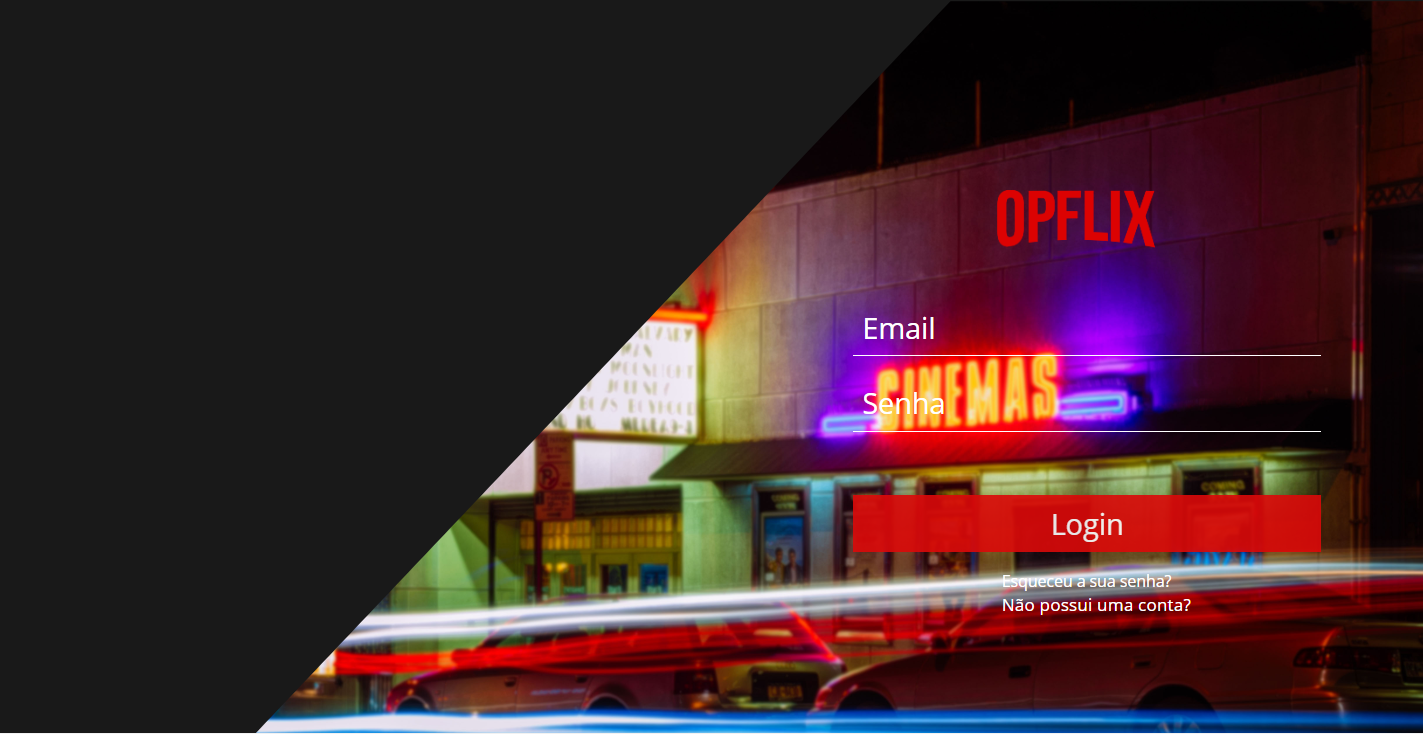 OPFLIX
Email
CINEMAS
Senha
Login
Esqueceu a sua senha?
Não possui uma conta?